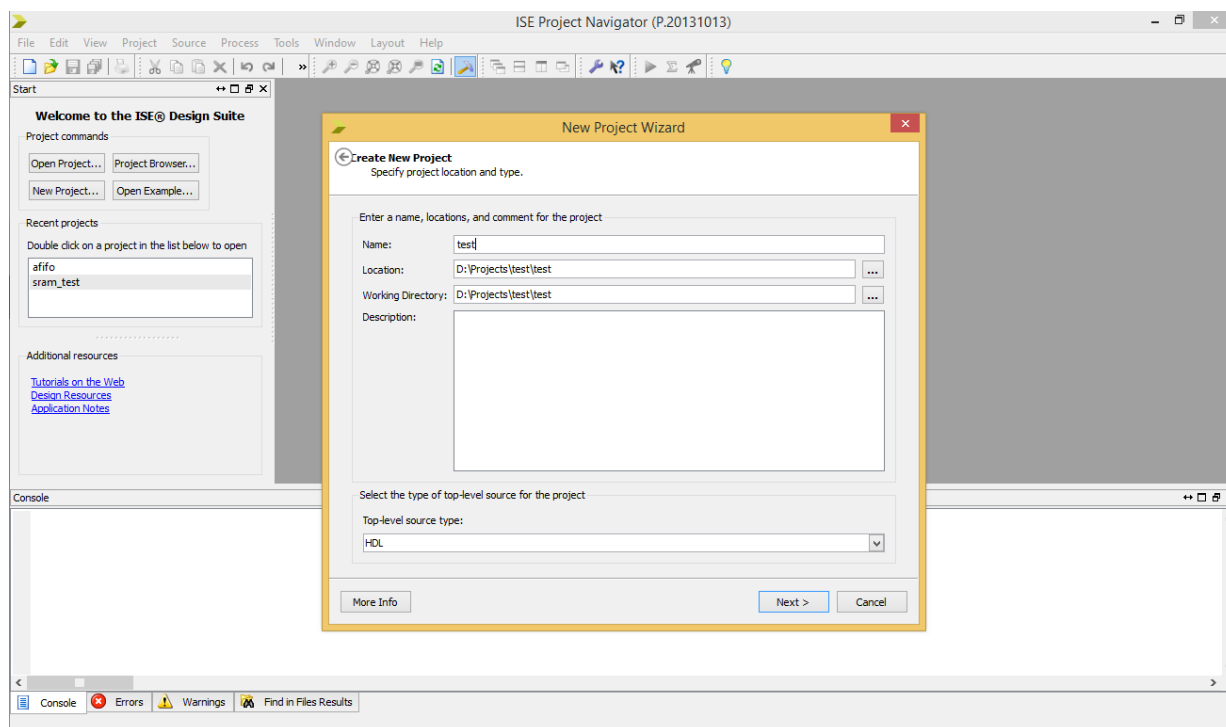 ISE Project Navigator (P.20131013)
File Edit View Project Source Process Tools Window Layout Help
Start
Welcome to the ISE® Design Suite
Project commands
Open Project... Project Browser...
New Project... Open Example...
Recent projects
Double click on a project in the list below to open
afifo
sram_test
Additional resources
Tutorials on the Web
Design Resources
Application Notes
New Project Wizard
Create New Project
Specify project location and type.
Enter a name, locations, and comment for the project
Name: test
Location: D:\Projects\test\test ...
Working Directory: D:\Projects\test\test ...
Description:
Select the type of top-level source for the project
Top-level source type:
HDL
More Info Next > Cancel
Console
Console Errors Warnings Find in Files Results